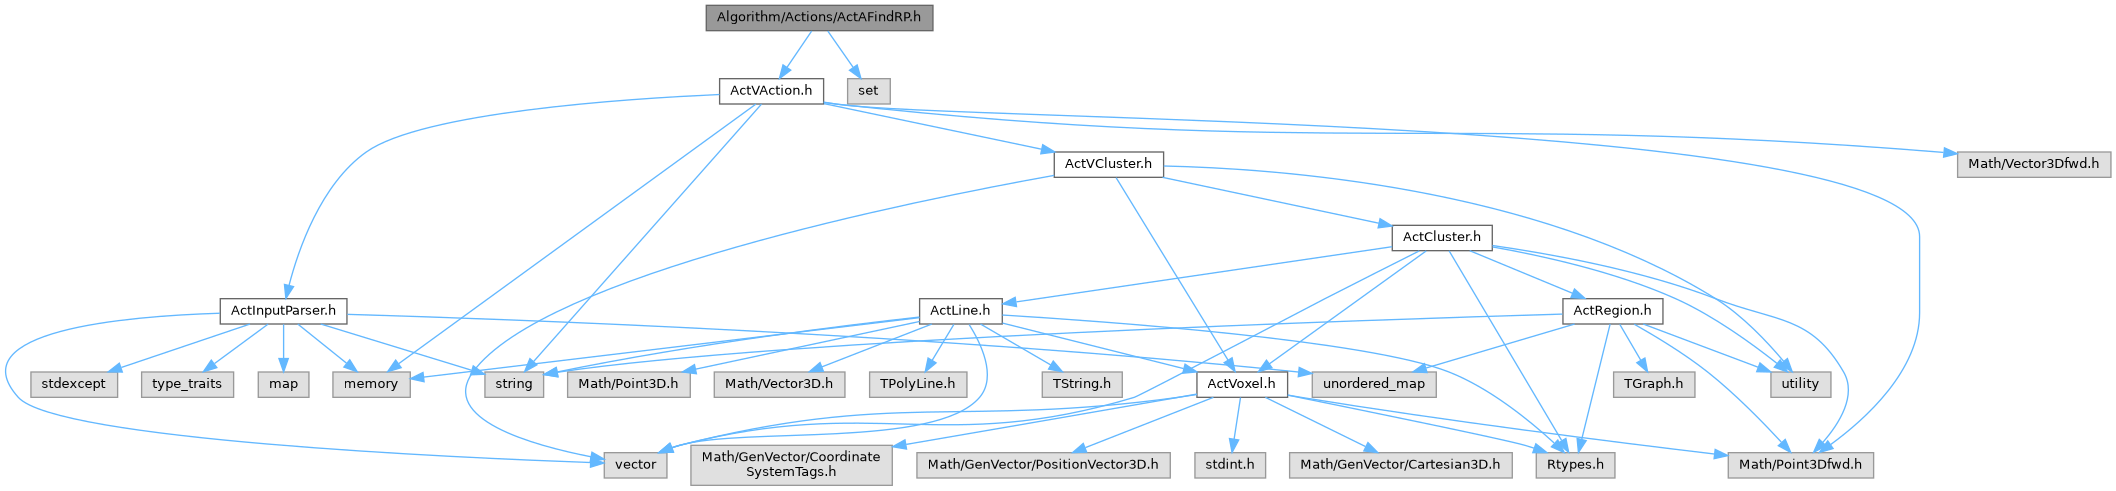 Algorithm/Actions/ActAFindRP.h
ActVAction.h
set
ActVCluster.h
Math/Vector3Dfwd.h
ActCluster.h
ActInputParser.h
ActLine.h
ActRegion.h
stdexcept
type_traits
map
memory
string
Math/Point3D.h
Math/Vector3D.h
TPolyLine.h
TString.h
ActVoxel.h
unordered_map
TGraph.h
utility
vector
Math/GenVector/Coordinate
SystemTags.h
Math/GenVector/PositionVector3D.h
stdint.h
Math/GenVector/Cartesian3D.h
Rtypes.h
Math/Point3Dfwd.h